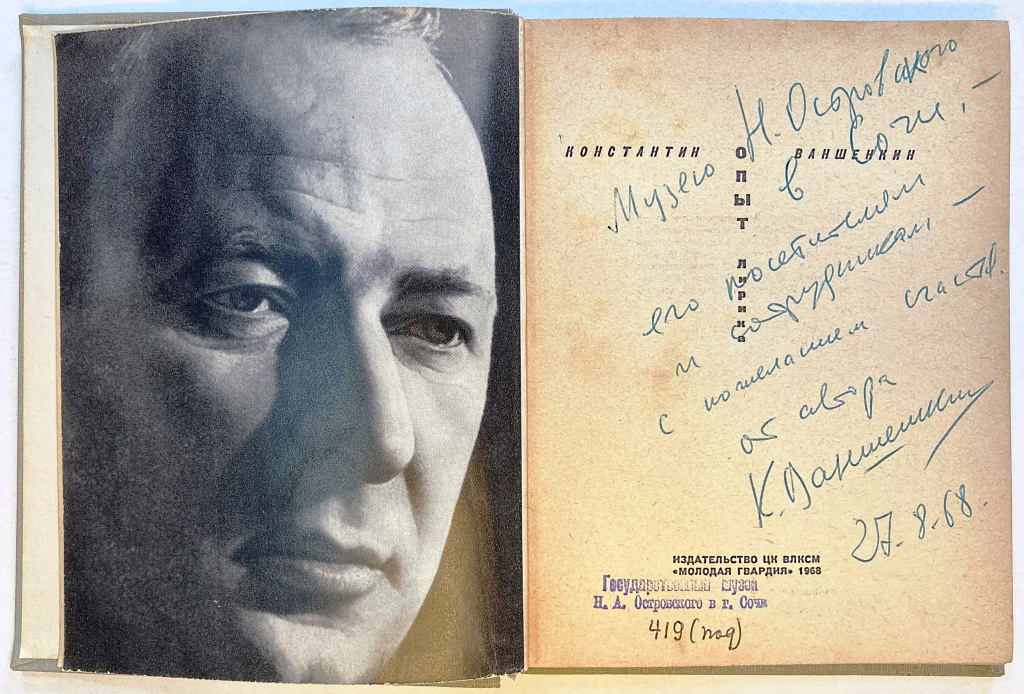 КОНСТАНТИН ВАНШЕНКИН
ОПЫТ
ЛИРИКА
Музею Н. Островского
в Сочи, –
его посетителям
и сотрудникам –
с пожеланием счастья.
от автора
К. Ваншенкин
27.8.68.
ИЗДАТЕЛЬСТВО ЦК ВЛКСМ
«МОЛОДАЯ ГВАРДИЯ» 1968
Государственный музей
Н. А. Островского в г. Сочи
419 (под)